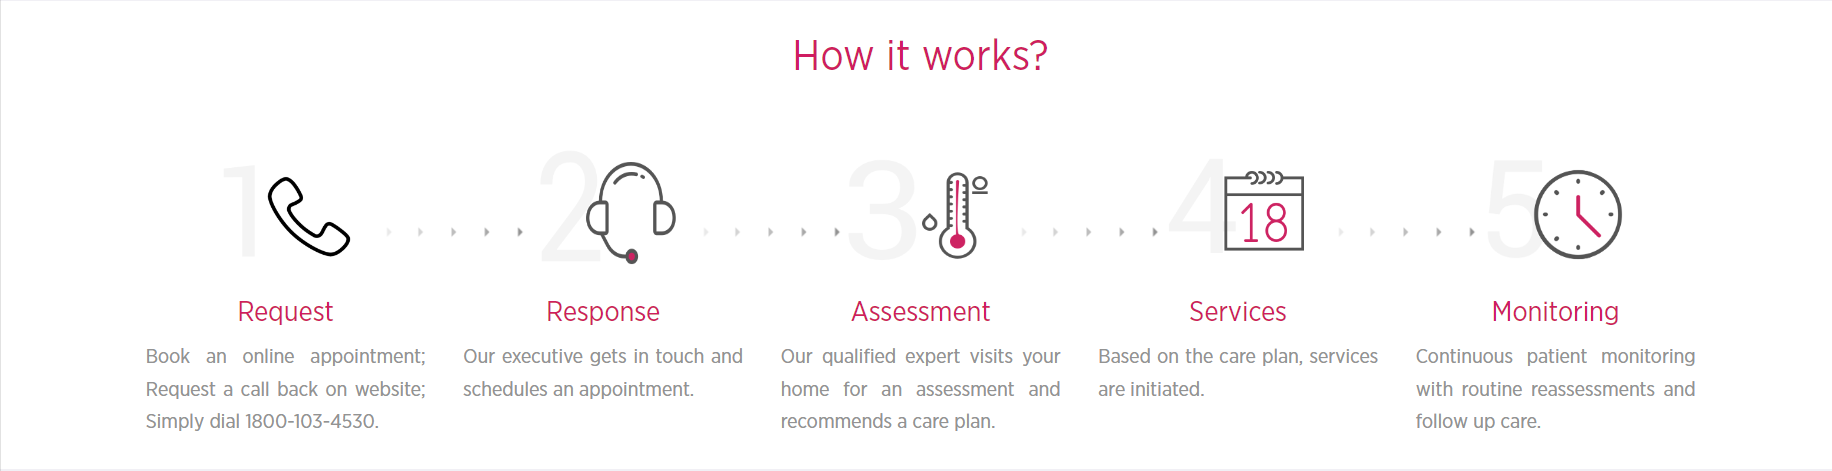 How it works?
1
2
3
4
18
5
Request
Book an online appointment;
Request a call back on website;
Simply dial 1800-103-4530.
Response
Our executive gets in touch and
schedules an appointment.
Assessment
Our qualified expert visits your
home for an assessment and
recommends a care plan.
Services
Based on the care plan, services
are initiated.
Monitoring
Continuous patient monitoring
with routine reassessments and
follow up care.